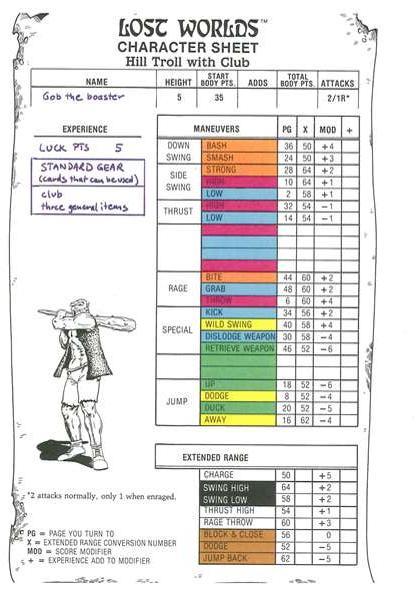 LOST WORLDS™
CHARACTER SHEET
Hill Troll with Club
NAME HEIGHT START BODY PTS. ADDS TOTAL BODY PTS. ATTACKS
Gob the boaster 5 35 2/1R*
EXPERIENCE
LUCK PTS 5
STANDARD GEAR
(cards that can be used)
club
three general items
MANEUVERS PG X MOD +
DOWN SWING BASH 36 50 +4
SMASH 24 50 +3
SIDE SWING STRONG 28 64 +2
HIGH 10 64 +1
LOW 2 58 +1
THRUST HIGH 32 54 −1
LOW 14 54 −1
RAGE BITE 44 60 +2
GRAB 48 60 +2
THROW 6 60 +4
SPECIAL KICK 34 56 +2
WILD SWING 40 58 +4
DISLODGE WEAPON 30 58 −4
RETRIEVE WEAPON 46 52 −6
JUMP UP 18 52 −6
DODGE 8 52 −4
DUCK 20 52 −5
AWAY 16 62 −4
EXTENDED RANGE
CHARGE 50 +5
SWING HIGH 64 +2
SWING LOW 58 +2
THRUST HIGH 54 +1
RAGE THROW 60 +3
BLOCK & CLOSE 56 0
DODGE 52 −5
JUMP BACK 62 −5
*2 attacks normally, only 1 when enraged.
PG = PAGE YOU TURN TO
X = EXTENDED RANGE CONVERSION NUMBER
MOD = SCORE MODIFIER
+ = EXPERIENCE ADD TO MODIFIER